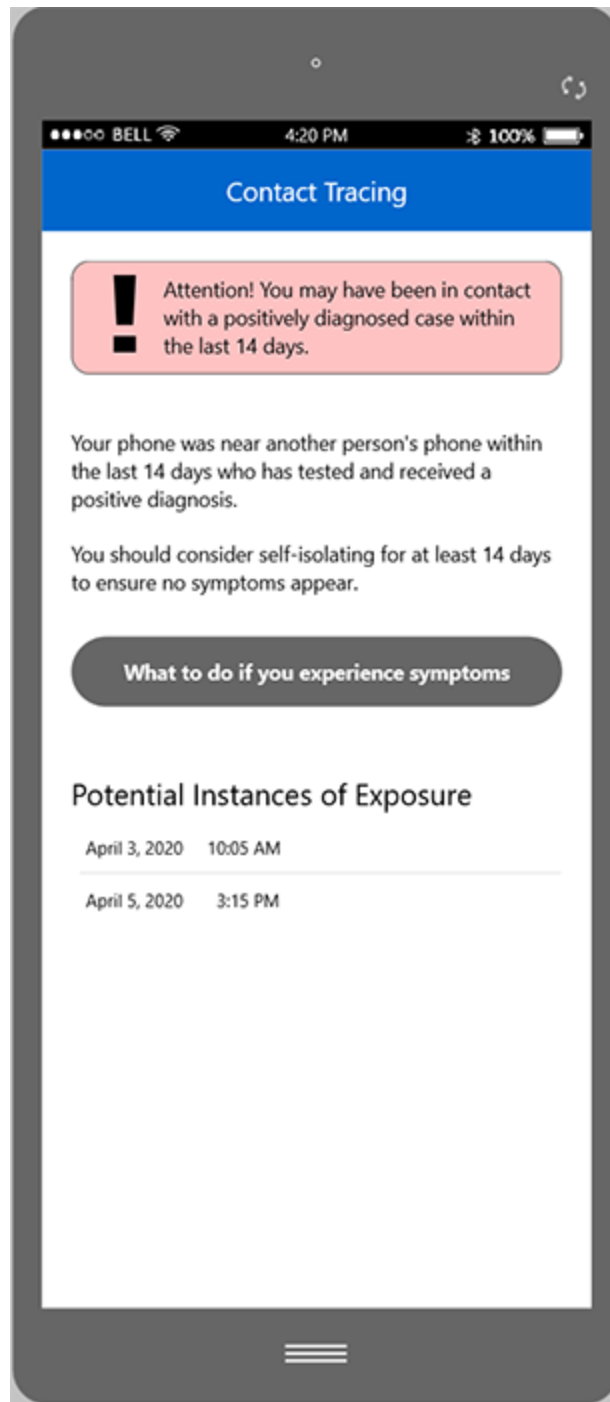 BELL 4:20 PM 100%
Contact Tracing
!
Attention! You may have been in contact
with a positively diagnosed case within
the last 14 days.
Your phone was near another person's phone within
the last 14 days who has tested and received a
positive diagnosis.
You should consider self-isolating for at least 14 days
to ensure no symptoms appear.
What to do if you experience symptoms
Potential Instances of Exposure
April 3, 2020 10:05 AM
April 5, 2020 3:15 PM